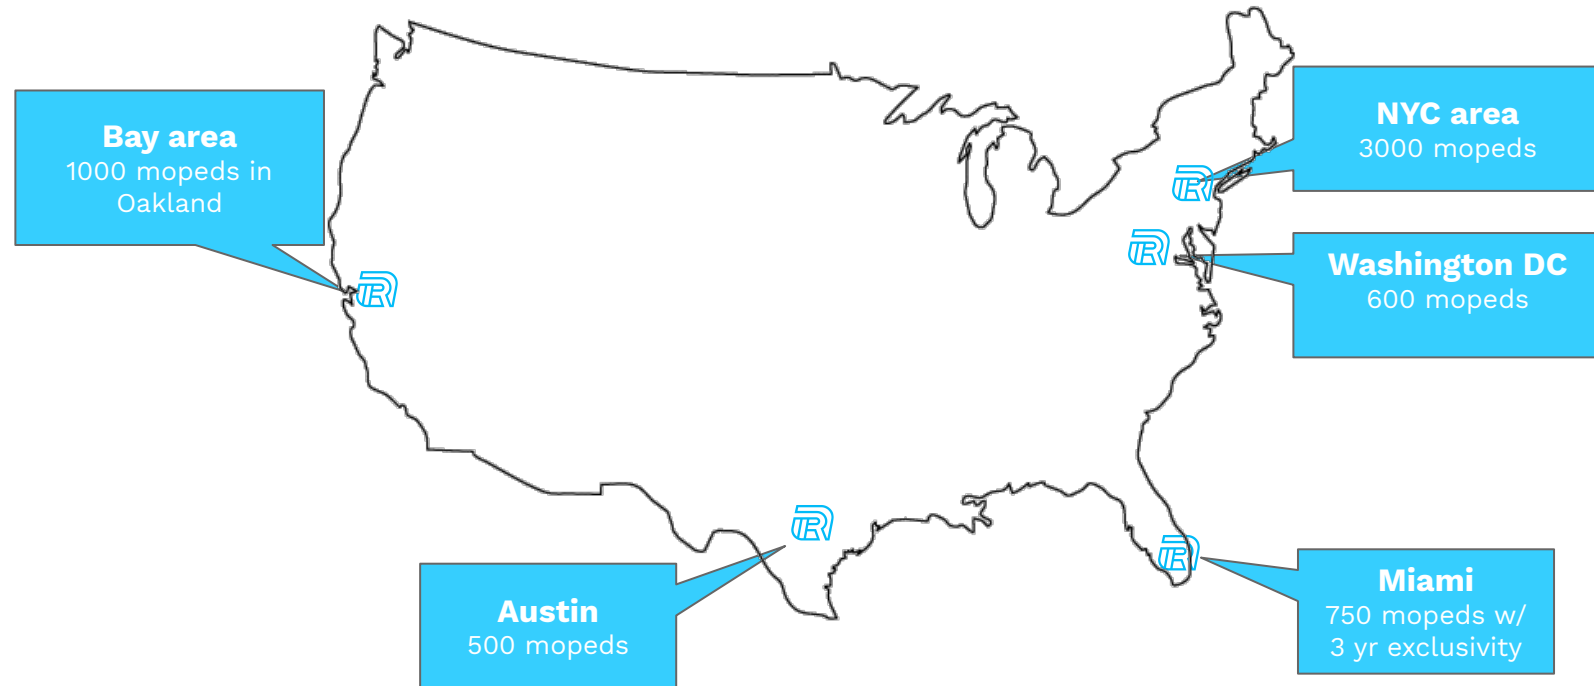 Bay area
1000 mopeds in
Oakland
NYC area
3000 mopeds
Washington DC
600 mopeds
Austin
500 mopeds
Miami
750 mopeds w/
3 yr exclusivity